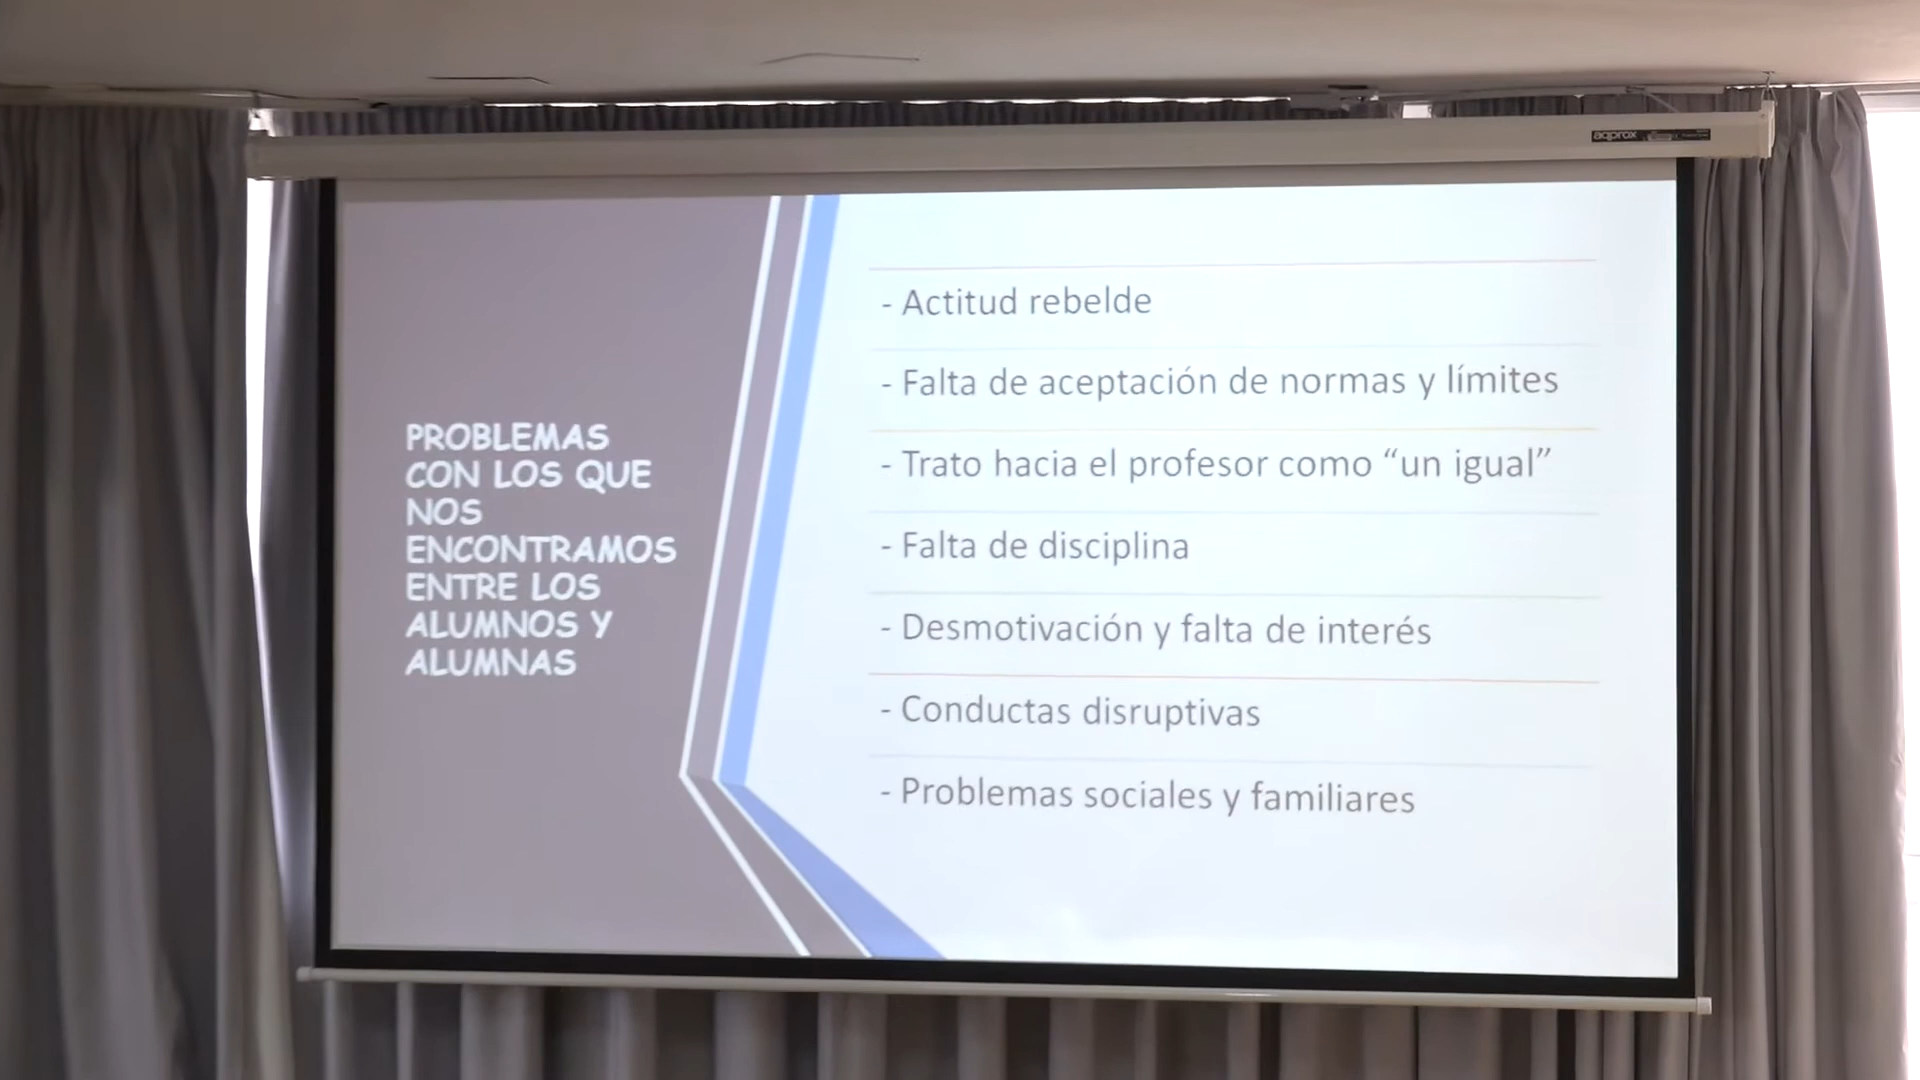 aqprox
PROBLEMAS
CON LOS QUE
NOS
ENCONTRAMOS
ENTRE LOS
ALUMNOS Y
ALUMNAS
- Actitud rebelde
- Falta de aceptación de normas y límites
- Trato hacia el profesor como “un igual”
- Falta de disciplina
- Desmotivación y falta de interés
- Conductas disruptivas
- Problemas sociales y familiares